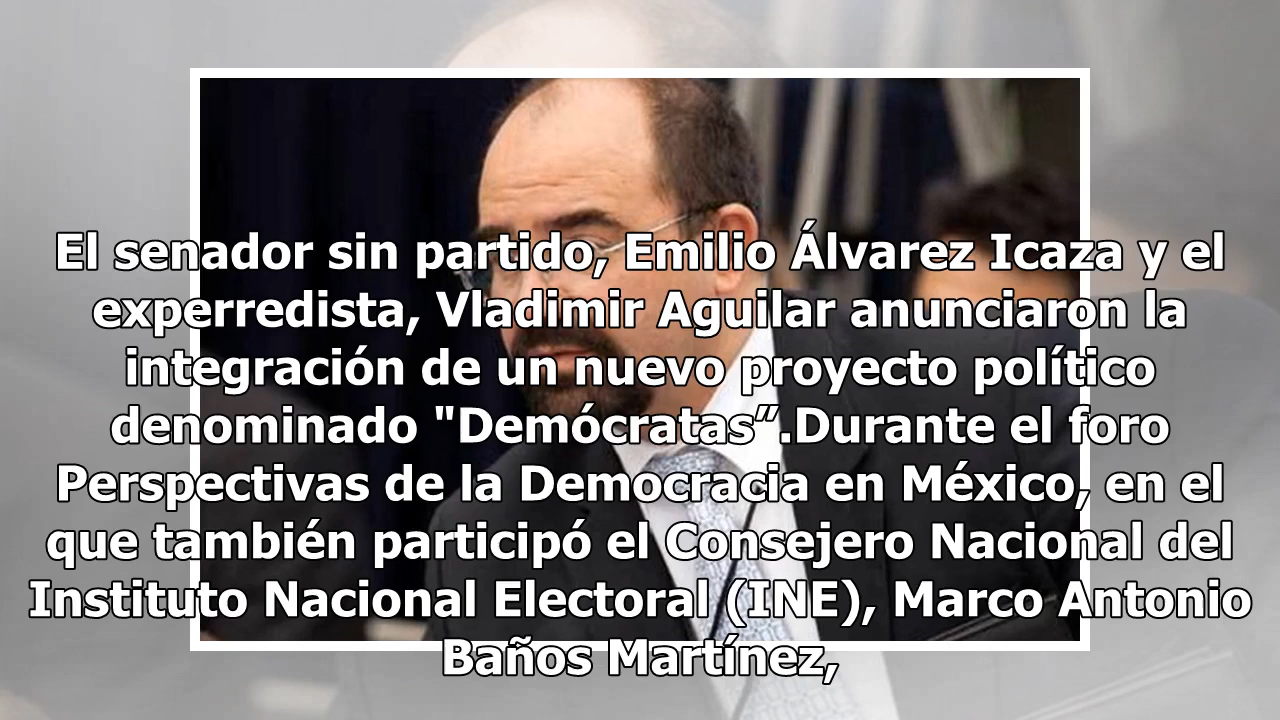 El senador sin partido, Emilio Álvarez Icaza y el
experredista, Vladimir Aguilar anunciaron la
integración de un nuevo proyecto político
denominado "Demócratas”.Durante el foro
Perspectivas de la Democracia en México, en el
que también participó el Consejero Nacional del
Instituto Nacional Electoral (INE), Marco Antonio
Baños Martínez,